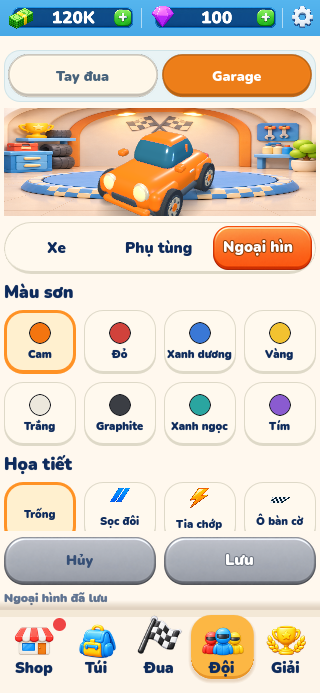 120K
100
Tay đua
Garage
Xe
Phụ tùng
Ngoại hìn
Màu sơn
Cam
Đỏ
Xanh dương
Vàng
Trắng
Graphite
Xanh ngọc
Tím
Họa tiết
Trống
Sọc đôi
Tia chớp
Ô bàn cờ
Hủy
Lưu
Ngoại hình đã lưu
Shop
Túi
Đua
Đội
Giải